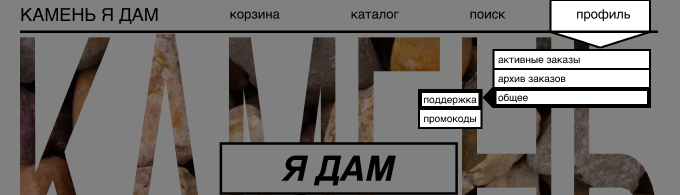 КАМЕНЬ Я ДАМ корзина каталог поиск профиль
активные заказы
архив заказов
общее
поддержка
промокоды
КАМЕНЬ
Я ДАМ